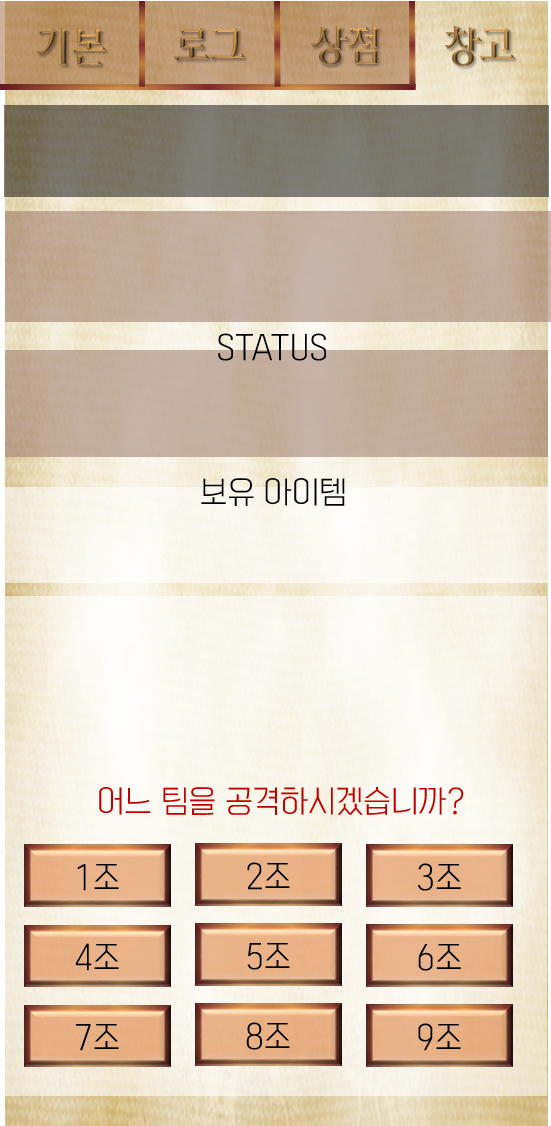 기본 로그 상점 창고
STATUS
보유 아이템
어느 팀을 공격하시겠습니까?
1조 2조 3조
4조 5조 6조
7조 8조 9조